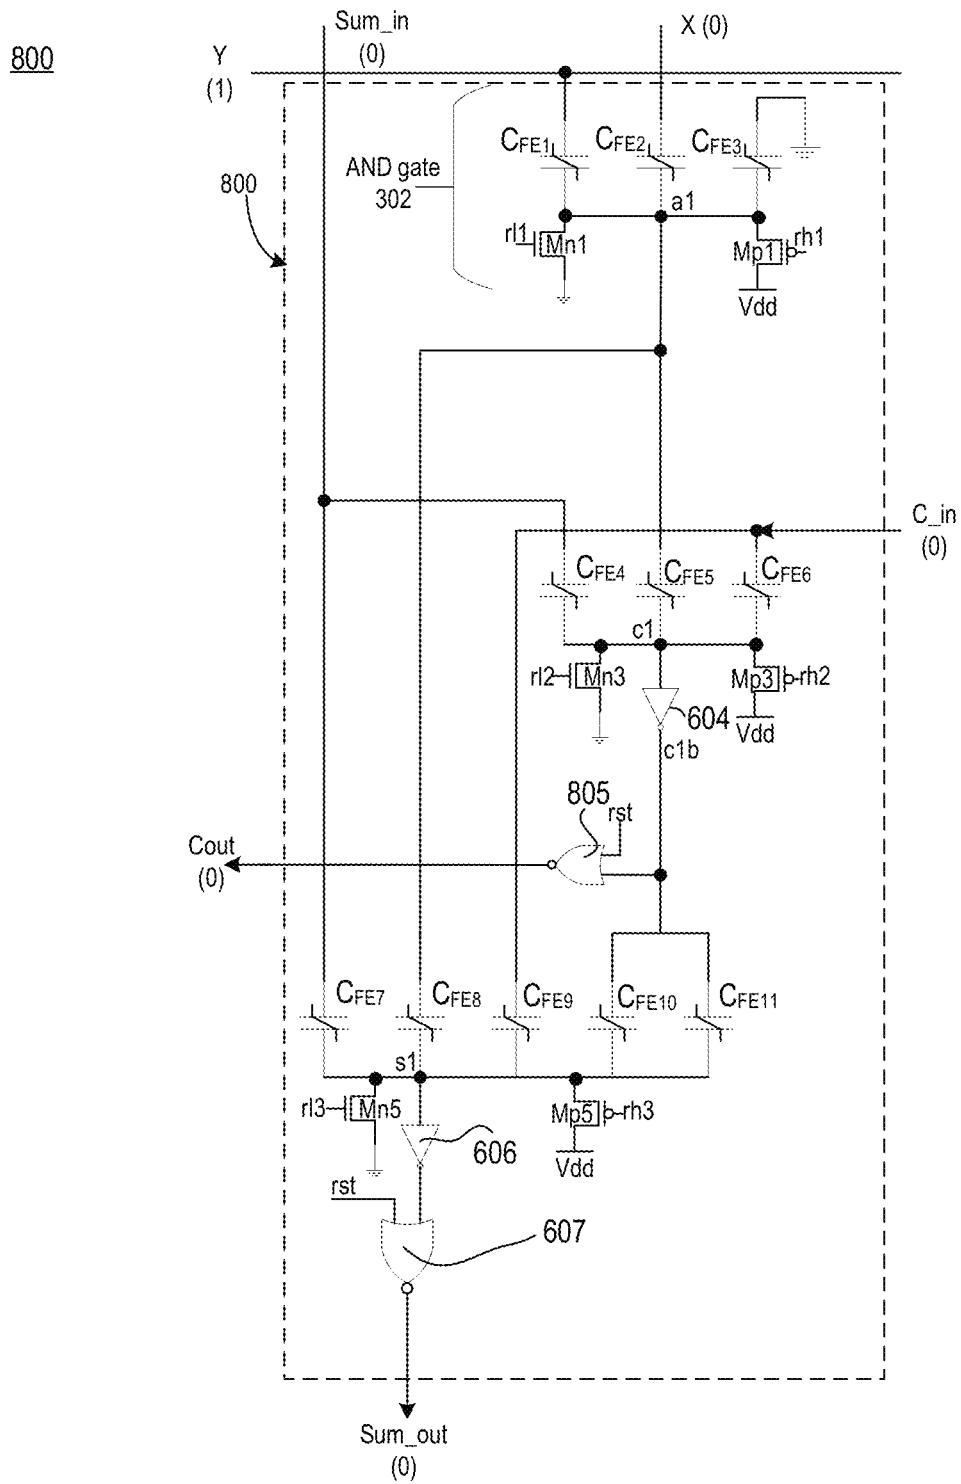 800
Sum_in
(0)
X (0)
Y
(1)
CFE1
CFE2
CFE3
AND gate
302
800
a1
rl1
Mn1
Mp1
rh1
Vdd
C_in
(0)
CFE4
CFE5
CFE6
c1
rl2
Mn3
Mp3
rh2
604
Vdd
c1b
805
rst
Cout
(0)
CFE7
CFE8
CFE9
CFE10
CFE11
s1
rl3
Mn5
Mp5
rh3
606
Vdd
rst
607
Sum_out
(0)